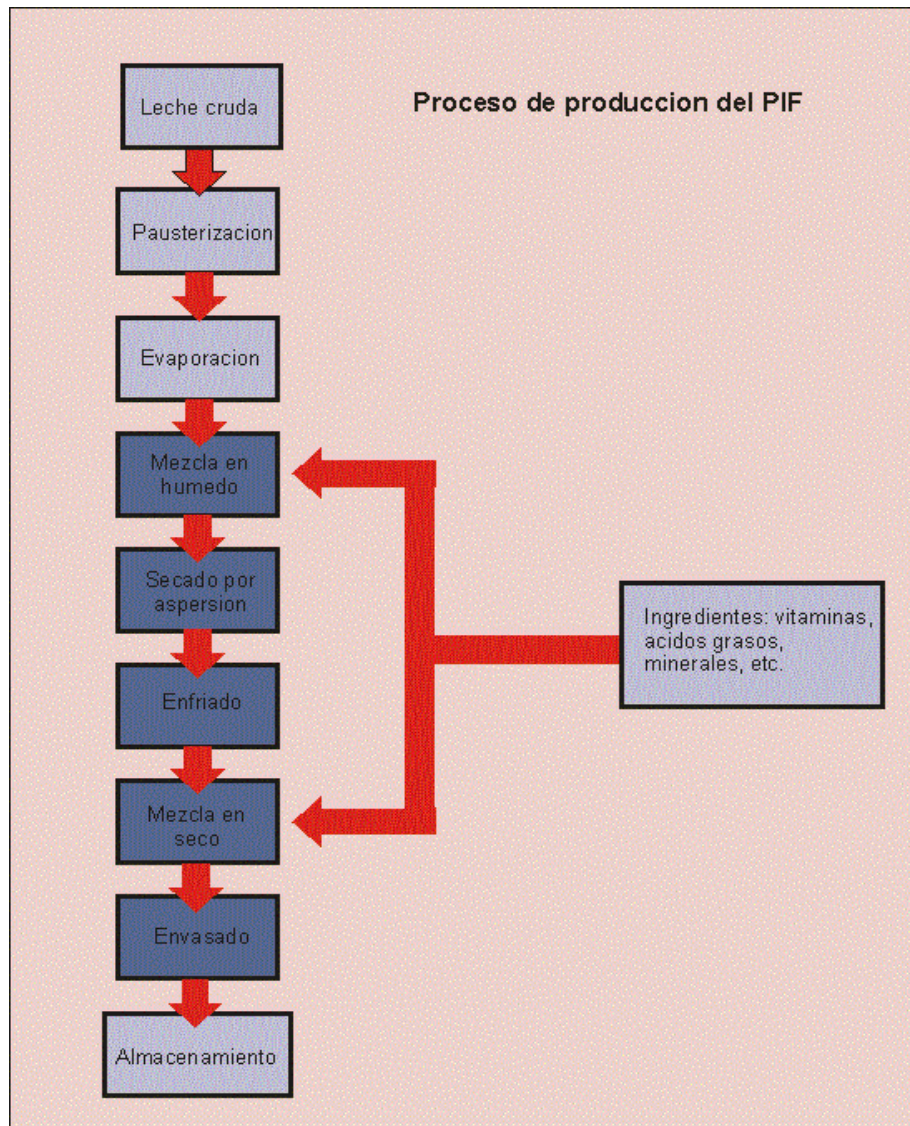 Proceso de produccion del PIF
Leche cruda
Pausterizacion
Evaporacion
Mezcla en
humedo
Secado por
aspersion
Enfriado
Mezcla en
seco
Envasado
Almacenamiento
Ingredientes: vitaminas,
acidos grasos,
minerales, etc.